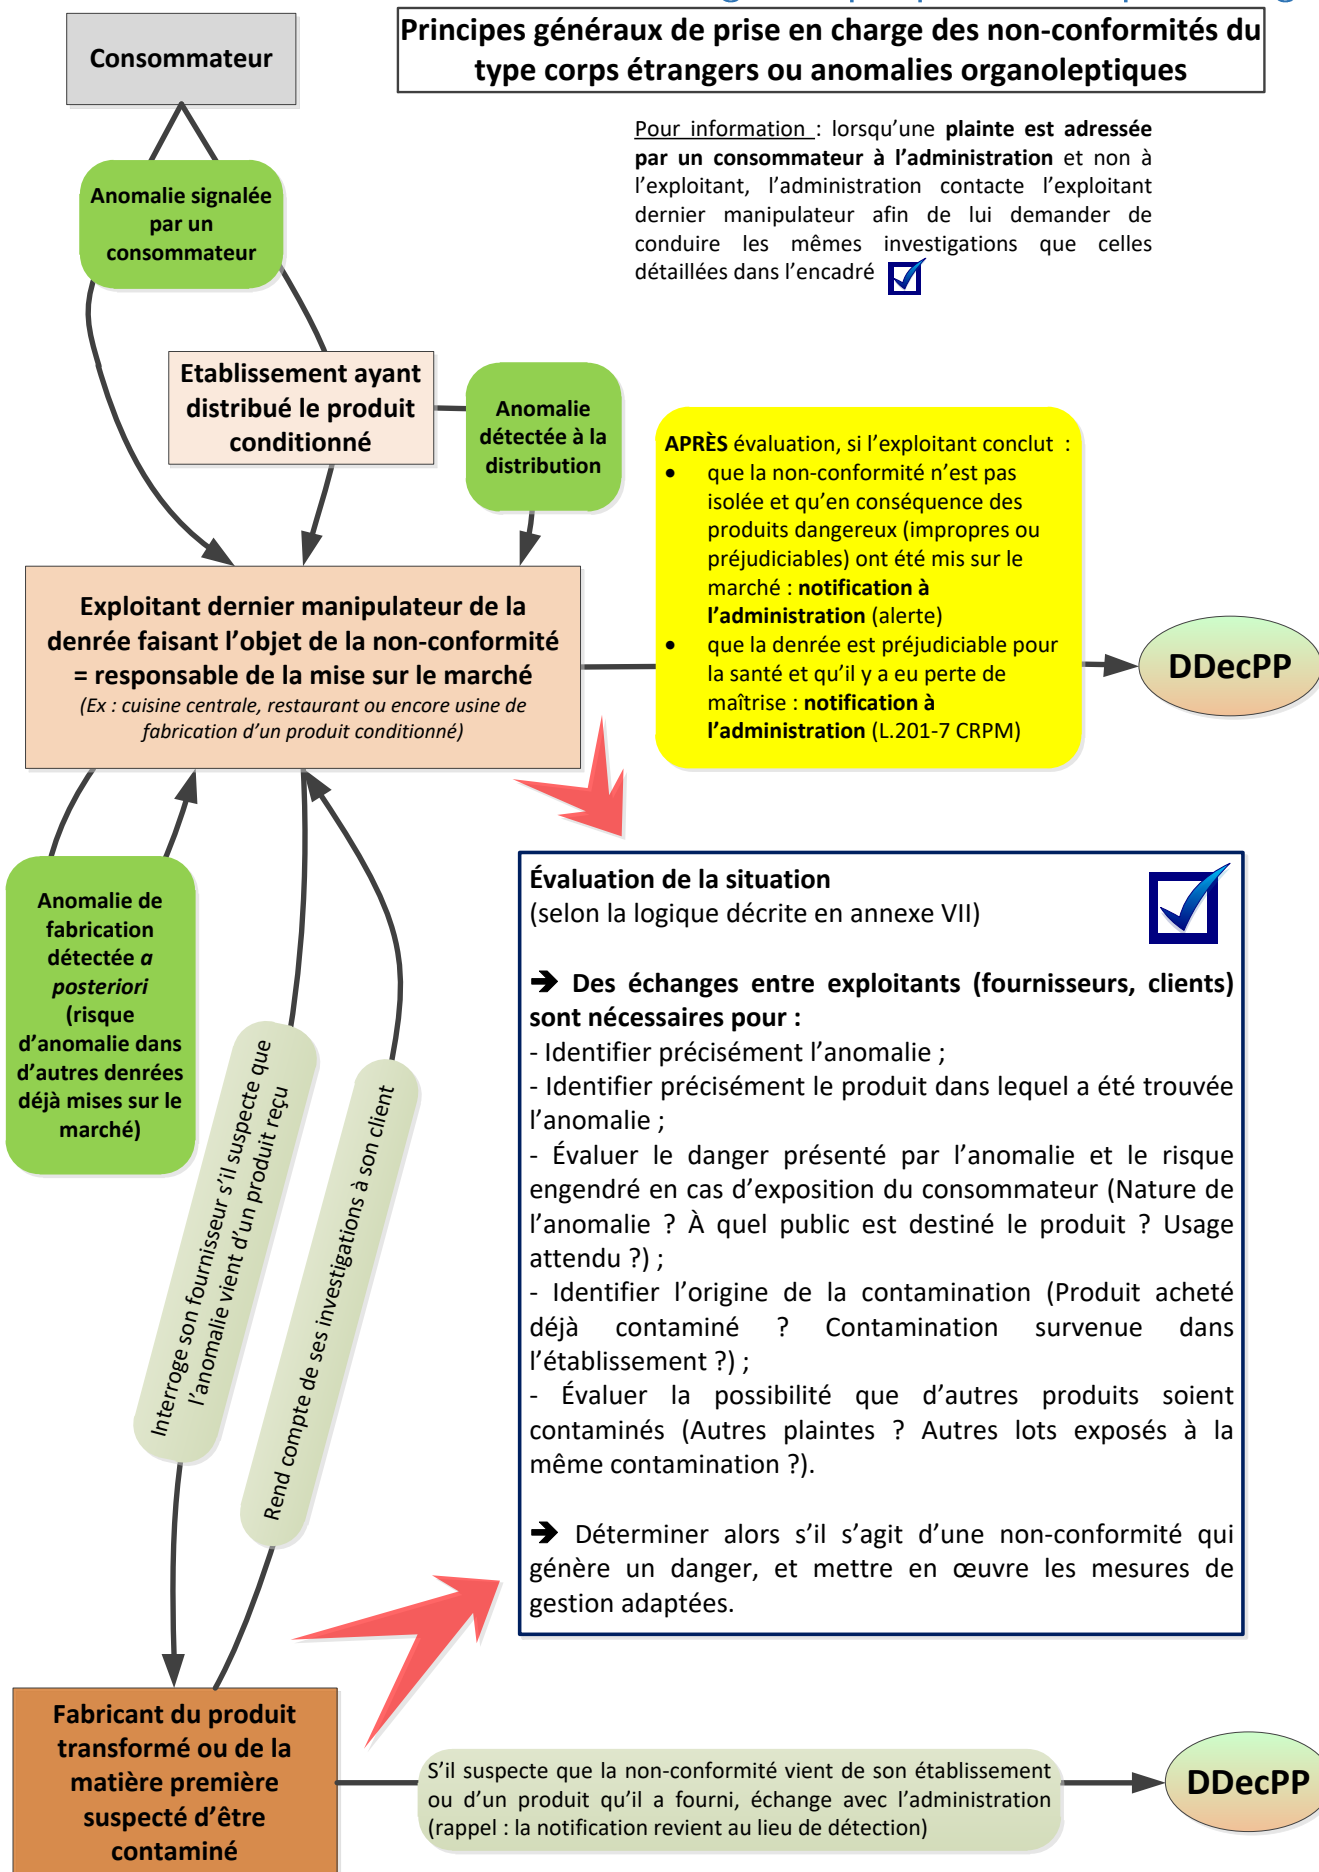 Principes généraux de prise en charge des non-conformités du
type corps étrangers ou anomalies organoleptiques
Consommateur
Pour information : lorsqu’une plainte est adressée
par un consommateur à l’administration et non à
l’exploitant, l’administration contacte l’exploitant
dernier manipulateur afin de lui demander de
conduire les mêmes investigations que celles
détaillées dans l’encadré
Anomalie signalée
par un
consommateur
Etablissement ayant
distribué le produit
conditionné
Anomalie
détectée à la
distribution
APRÈS évaluation, si l’exploitant conclut :
• que la non-conformité n’est pas
isolée et qu’en conséquence des
produits dangereux (impropres ou
préjudiciables) ont été mis sur le
marché : notification à
l’administration (alerte)
• que la denrée est préjudiciable pour
la santé et qu’il y a eu perte de
maîtrise : notification à
l’administration (L.201-7 CRPM)
DDecPP
Exploitant dernier manipulateur de la
denrée faisant l’objet de la non-conformité
= responsable de la mise sur le marché
(Ex : cuisine centrale, restaurant ou encore usine de
fabrication d’un produit conditionné)
Anomalie de
fabrication
détectée a
posteriori
(risque
d’anomalie dans
d’autres denrées
déjà mises sur le
marché)
Interroge son fournisseur s’il suspecte que
l’anomalie vient d’un produit reçu
Rend compte de ses investigations à son client
Évaluation de la situation
(selon la logique décrite en annexe VII)
➔ Des échanges entre exploitants (fournisseurs, clients)
sont nécessaires pour :
- Identifier précisément l’anomalie ;
- Identifier précisément le produit dans lequel a été trouvée
l’anomalie ;
- Évaluer le danger présenté par l’anomalie et le risque
engendré en cas d’exposition du consommateur (Nature de
l’anomalie ? À quel public est destiné le produit ? Usage
attendu ?) ;
- Identifier l’origine de la contamination (Produit acheté
déjà contaminé ? Contamination survenue dans
l’établissement ?) ;
- Évaluer la possibilité que d’autres produits soient
contaminés (Autres plaintes ? Autres lots exposés à la
même contamination ?).
➔ Déterminer alors s’il s’agit d’une non-conformité qui
génère un danger, et mettre en œuvre les mesures de
gestion adaptées.
Fabricant du produit
transformé ou de la
matière première
suspecté d’être
contaminé
S’il suspecte que la non-conformité vient de son établissement
ou d’un produit qu’il a fourni, échange avec l’administration
(rappel : la notification revient au lieu de détection)
DDecPP